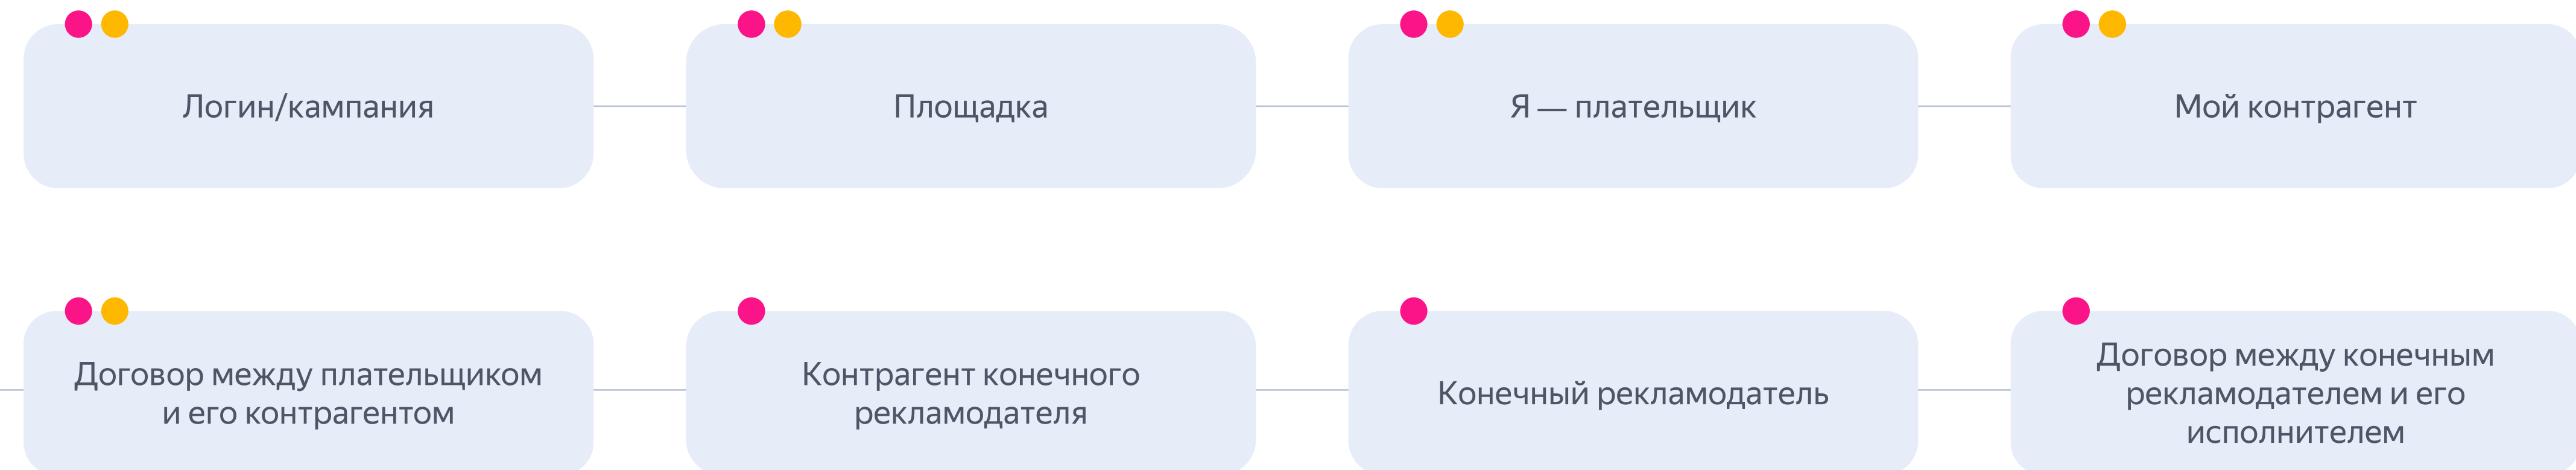 Логин/кампания
Площадка
Я — плательщик
Мой контрагент
Договор между плательщиком
и его контрагентом
Контрагент конечного
рекламодателя
Конечный рекламодатель
Договор между конечным
рекламодателем и его
исполнителем